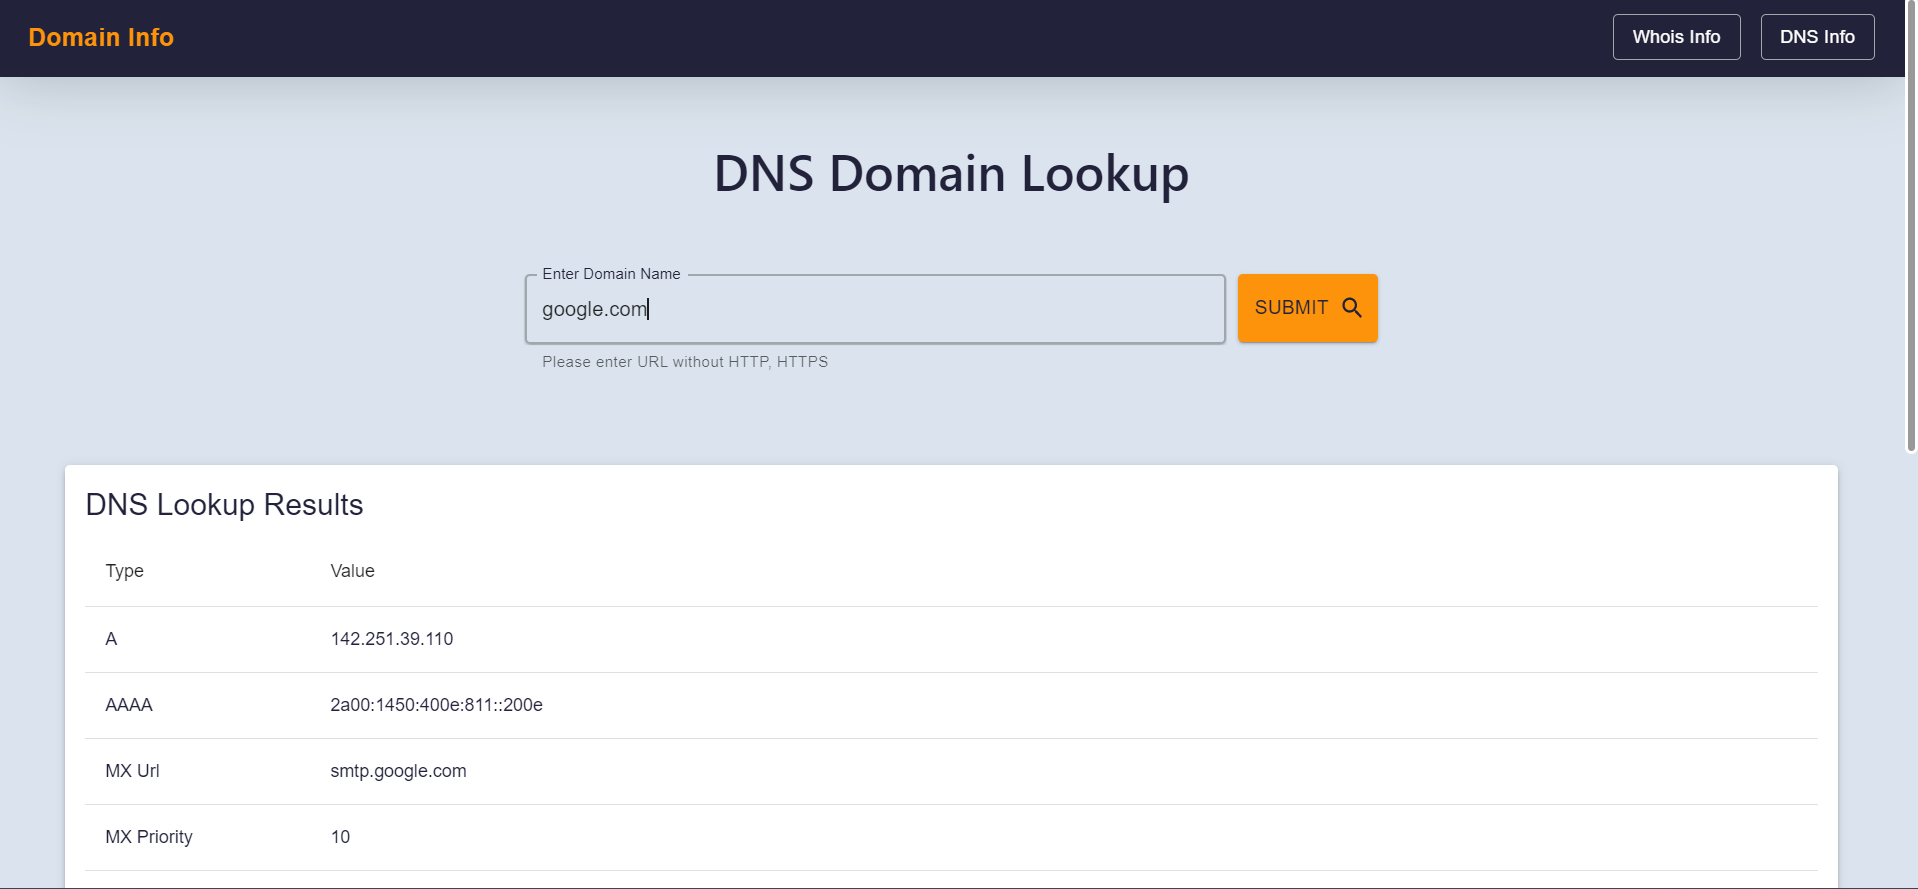 Domain Info
Whois Info
DNS Info
DNS Domain Lookup
Enter Domain Name
google.com
SUBMIT
Please enter URL without HTTP, HTTPS
DNS Lookup Results
Type Value
A 142.251.39.110
AAAA 2a00:1450:400e:811::200e
MX Url smtp.google.com
MX Priority 10